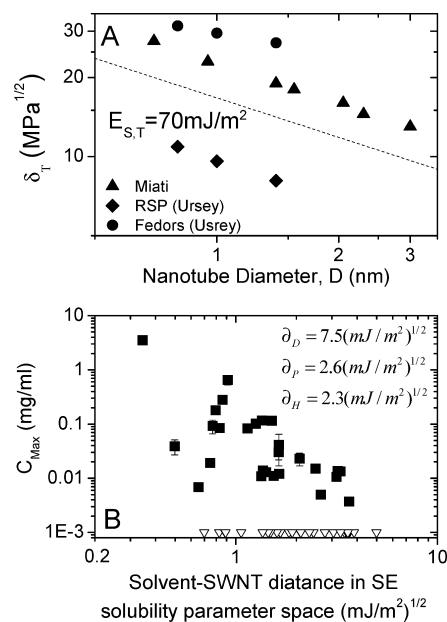 A
30
20
10
δT (MPa1/2)
ES,T=70mJ/m2
Miati
RSP (Ursey)
Fedors (Usrey)
1
2
3
Nanotube Diameter, D (nm)
10
1
0.1
0.01
1E-3
CMax (mg/ml)
∂D = 7.5(mJ / m2)1/2
∂P = 2.6(mJ / m2)1/2
∂H = 2.3(mJ / m2)1/2
B
0.2
1
10
Solvent-SWNT diatance in SE
solubility parameter space (mJ/m2)1/2